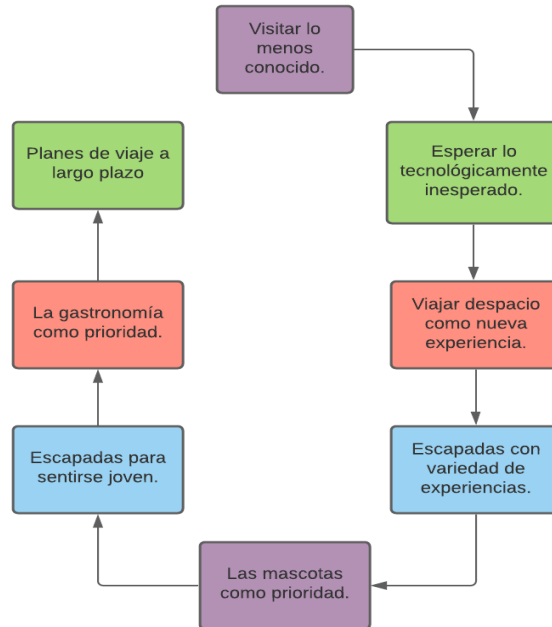 Visitar lo
menos
conocido.
Esperar lo
tecnológicamente
inesperado.
Viajar despacio
como nueva
experiencia.
Escapadas con
variedad de
experiencias.
Las mascotas
como prioridad.
Escapadas para
sentirse joven.
La gastronomía
como prioridad.
Planes de viaje a
largo plazo